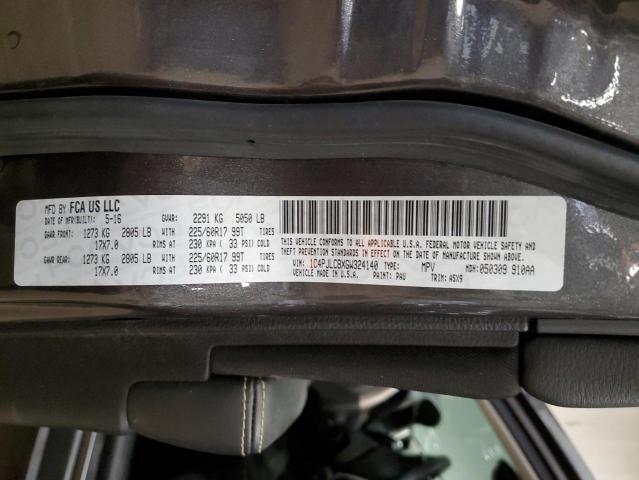 MFD BY FCA US LLC
DATE OF MFR(BUILT): 5-16 GVWR: 2291 KG 5050 LB
GAWR FRONT: 1273 KG 2805 LB WITH 225/60R17 99T TIRES
17X7.0 RIMS AT 230 KPA ( 33 PSI) COLD
GAWR REAR: 1273 KG 2805 LB WITH 225/60R17 99T TIRES
17X7.0 RIMS AT 230 KPA ( 33 PSI) COLD
THIS VEHICLE CONFORMS TO ALL APPLICABLE U.S.A. FEDERAL MOTOR VEHICLE SAFETY AND
THEFT PREVENTION STANDARDS IN EFFECT ON THE DATE OF MANUFACTURE SHOWN ABOVE.
VIN: 1C4PJLCBXGW324140 TYPE: MPV MDH: 050309 910AA
VEHICLE MADE IN U.S.A. PAINT: PAU TRIM: A5X9